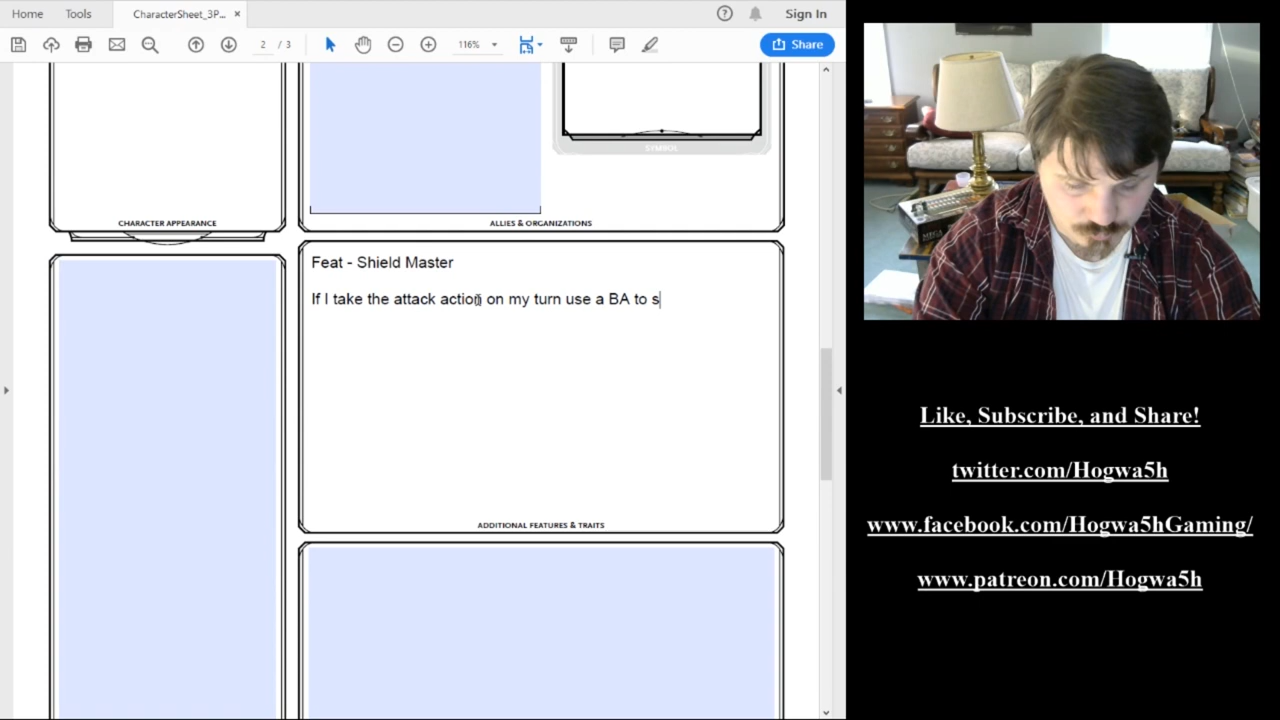 Home
Tools
CharacterSheet_3P...
Sign In
2 / 3
116%
Share
SYMBOL
CHARACTER APPEARANCE
ALLIES & ORGANIZATIONS
Feat - Shield Master
If I take the attack action on my turn use a BA to s
ADDITIONAL FEATURES & TRAITS
Like, Subscribe, and Share!
twitter.com/Hogwa5h
www.facebook.com/Hogwa5hGaming/
www.patreon.com/Hogwa5h